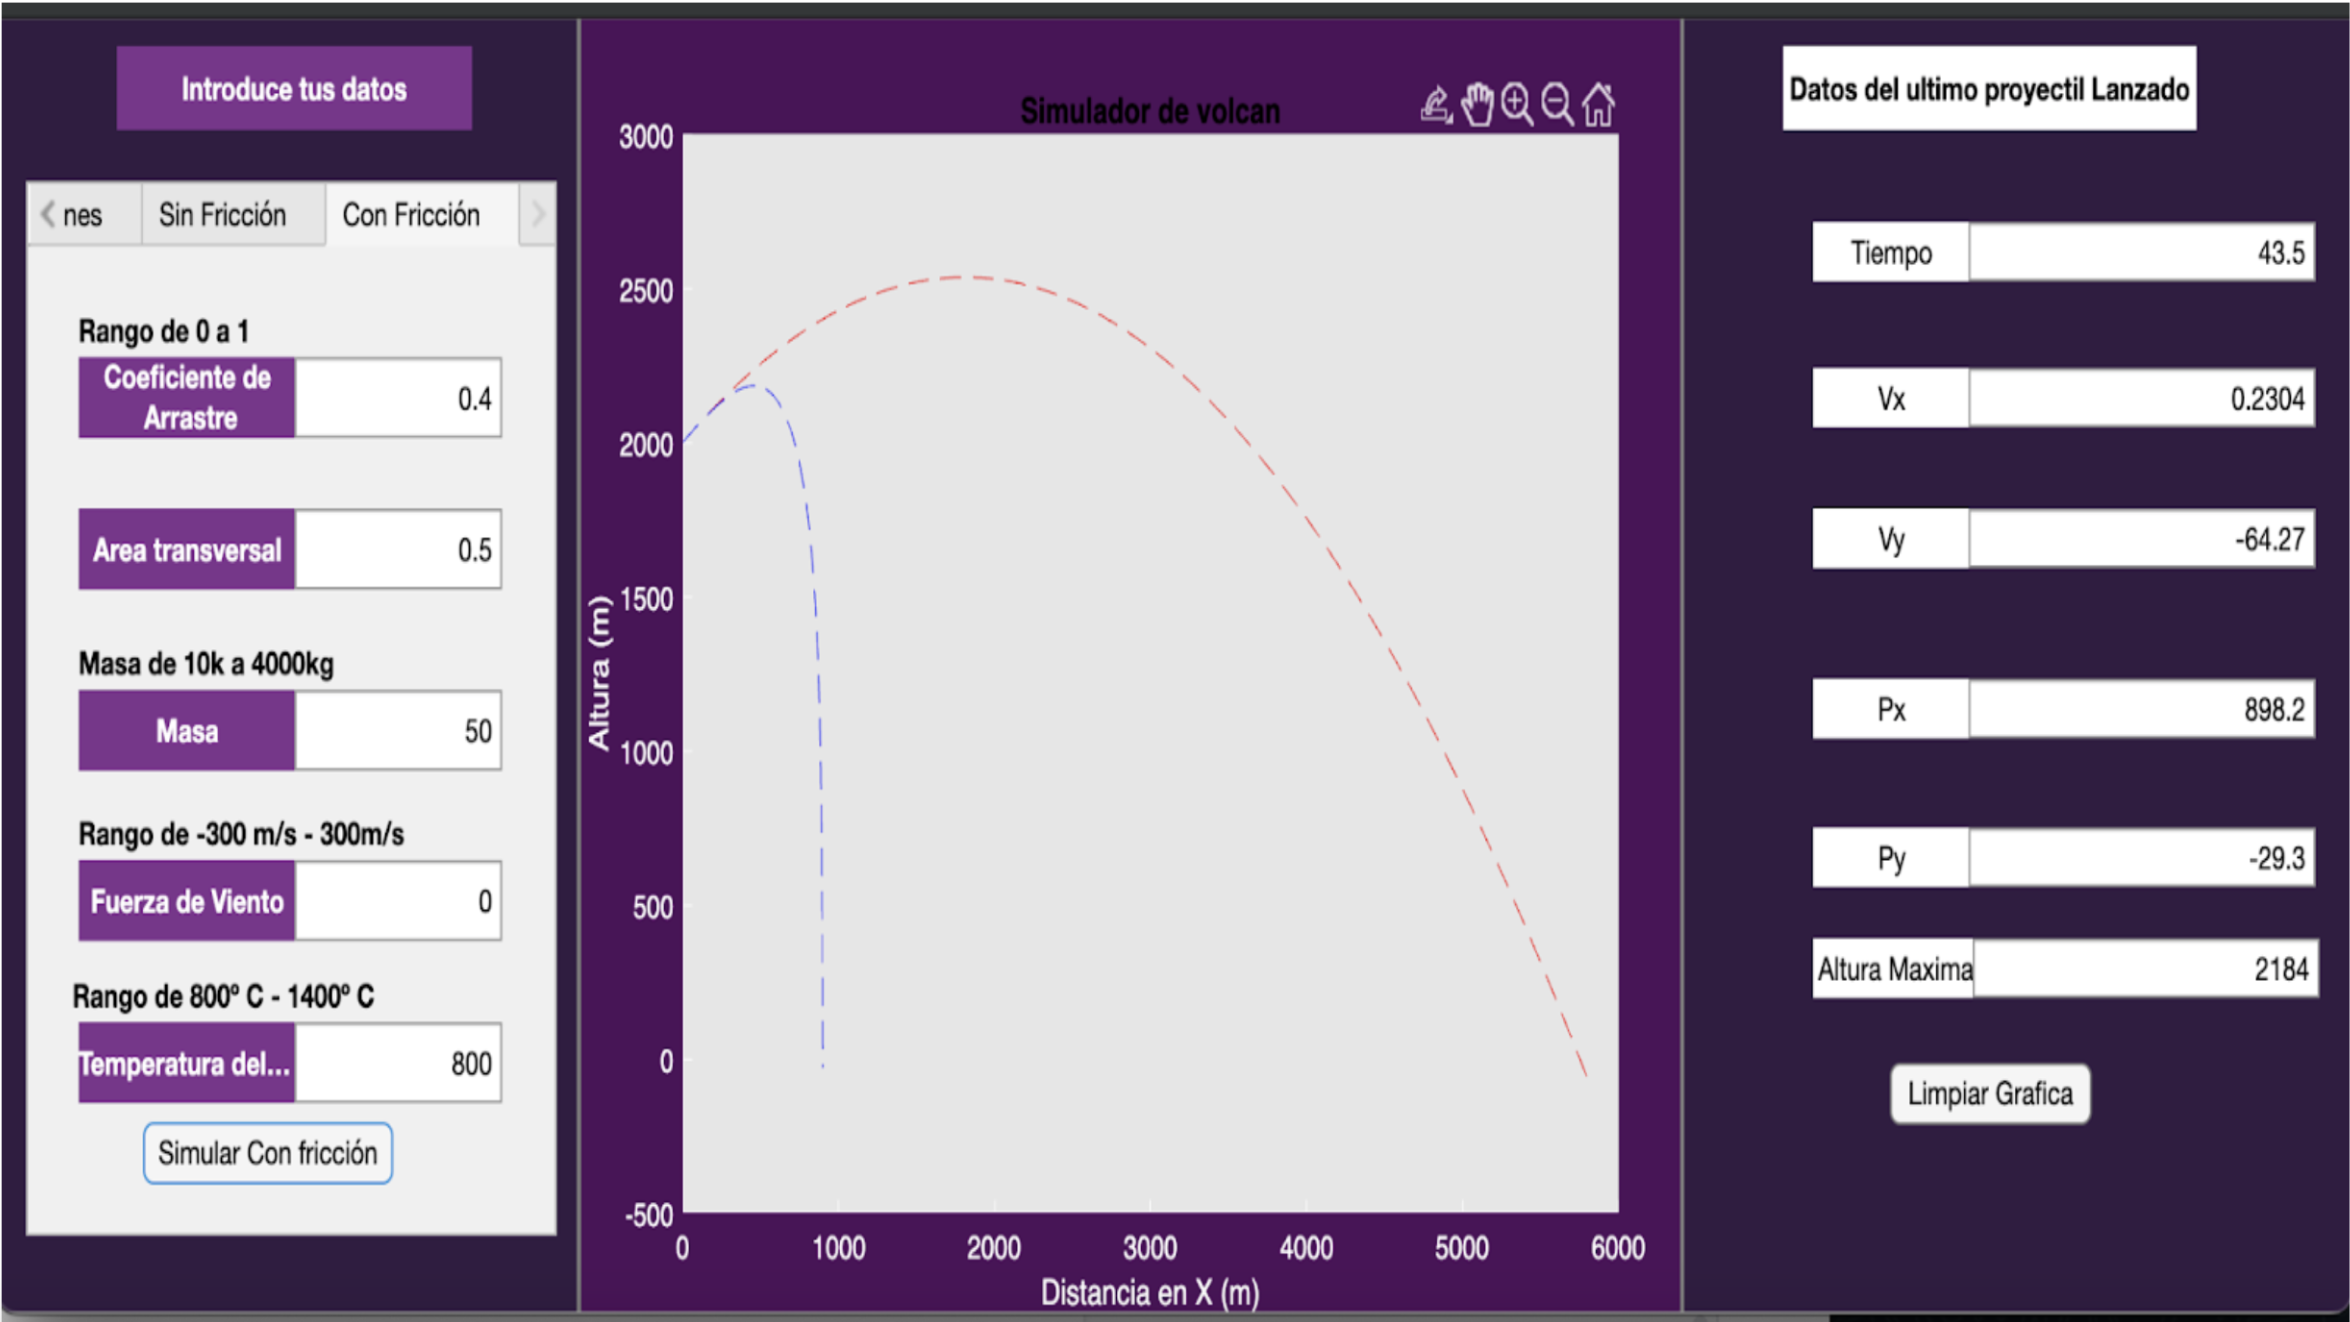 Introduce tus datos
nes
Sin Fricción
Con Fricción
Rango de 0 a 1
Coeficiente de
Arrastre
0.4
Area transversal
0.5
Masa de 10k a 4000kg
Masa
50
Rango de -300 m/s - 300m/s
Fuerza de Viento
0
Rango de 800º C - 1400º C
Temperatura del...
800
Simular Con fricción
Simulador de volcan
3000
2500
2000
1500
1000
500
0
-500
Altura (m)
0 1000 2000 3000 4000 5000 6000
Distancia en X (m)
Datos del ultimo proyectil Lanzado
Tiempo
43.5
Vx
0.2304
Vy
-64.27
Px
898.2
Py
-29.3
Altura Maxima
2184
Limpiar Grafica